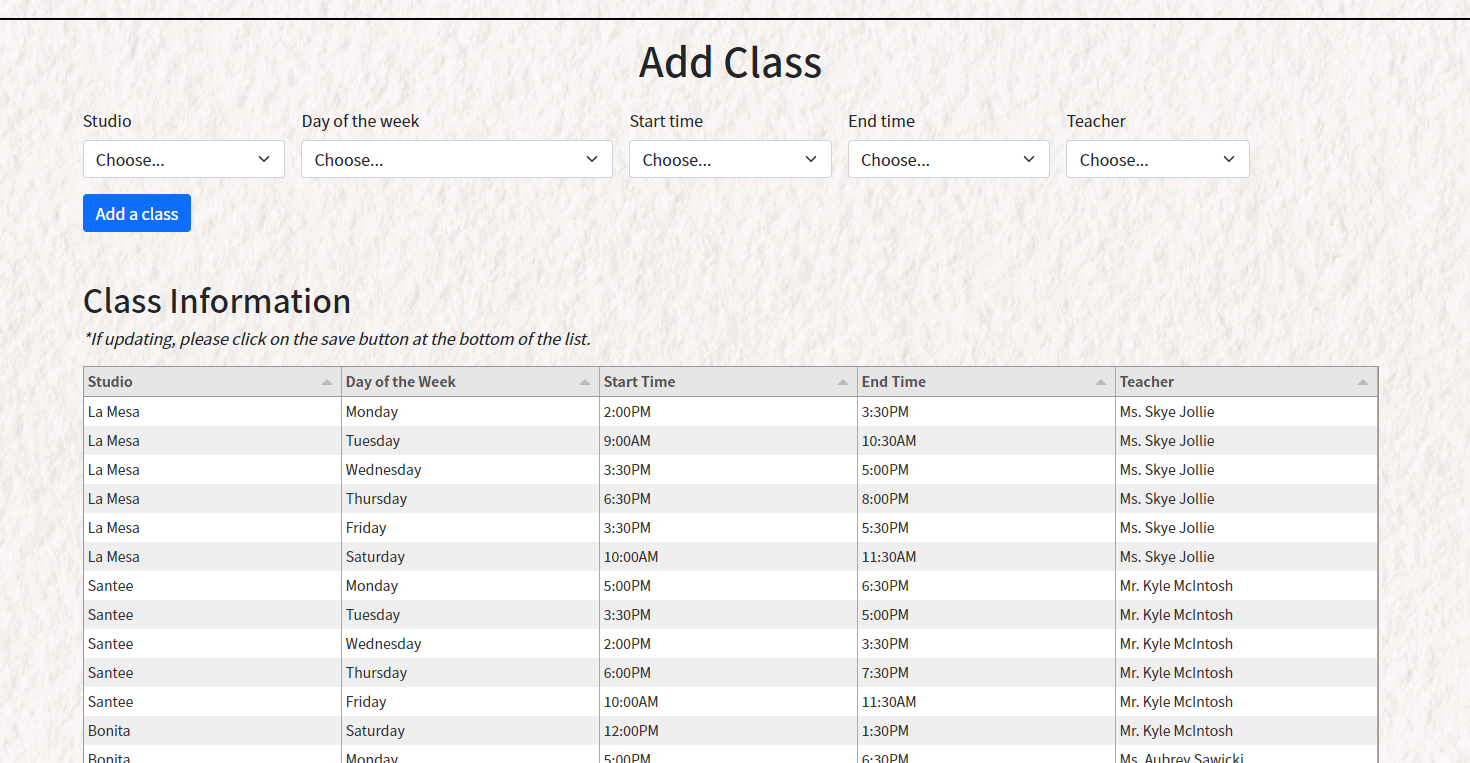 Add Class
Studio Day of the week Start time End time Teacher
Choose... Choose... Choose... Choose... Choose...
Add a class
Class Information
*If updating, please click on the save button at the bottom of the list.
Studio Day of the Week Start Time End Time Teacher
La Mesa Monday 2:00PM 3:30PM Ms. Skye Jollie
La Mesa Tuesday 9:00AM 10:30AM Ms. Skye Jollie
La Mesa Wednesday 3:30PM 5:00PM Ms. Skye Jollie
La Mesa Thursday 6:30PM 8:00PM Ms. Skye Jollie
La Mesa Friday 3:30PM 5:30PM Ms. Skye Jollie
La Mesa Saturday 10:00AM 11:30AM Ms. Skye Jollie
Santee Monday 5:00PM 6:30PM Mr. Kyle McIntosh
Santee Tuesday 3:30PM 5:00PM Mr. Kyle McIntosh
Santee Wednesday 2:00PM 3:30PM Mr. Kyle McIntosh
Santee Thursday 6:00PM 7:30PM Mr. Kyle McIntosh
Santee Friday 10:00AM 11:30AM Mr. Kyle McIntosh
Bonita Saturday 12:00PM 1:30PM Mr. Kyle McIntosh
Bonita Monday 5:00PM 6:30PM Ms. Aubrey Sawicki